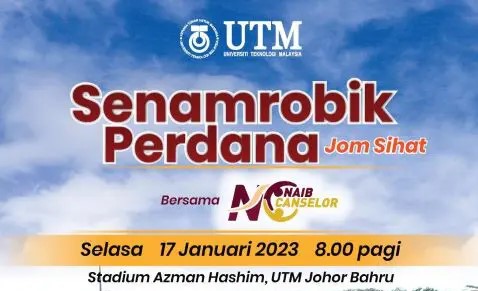 UTM
UNIVERSITI TEKNOLOGI MALAYSIA
Senamrobik
Perdana Jom Sihat
Bersama NC NAIB CANSELOR
Selasa 17 Januari 2023 8.00 pagi
Stadium Azman Hashim, UTM Johor Bahru